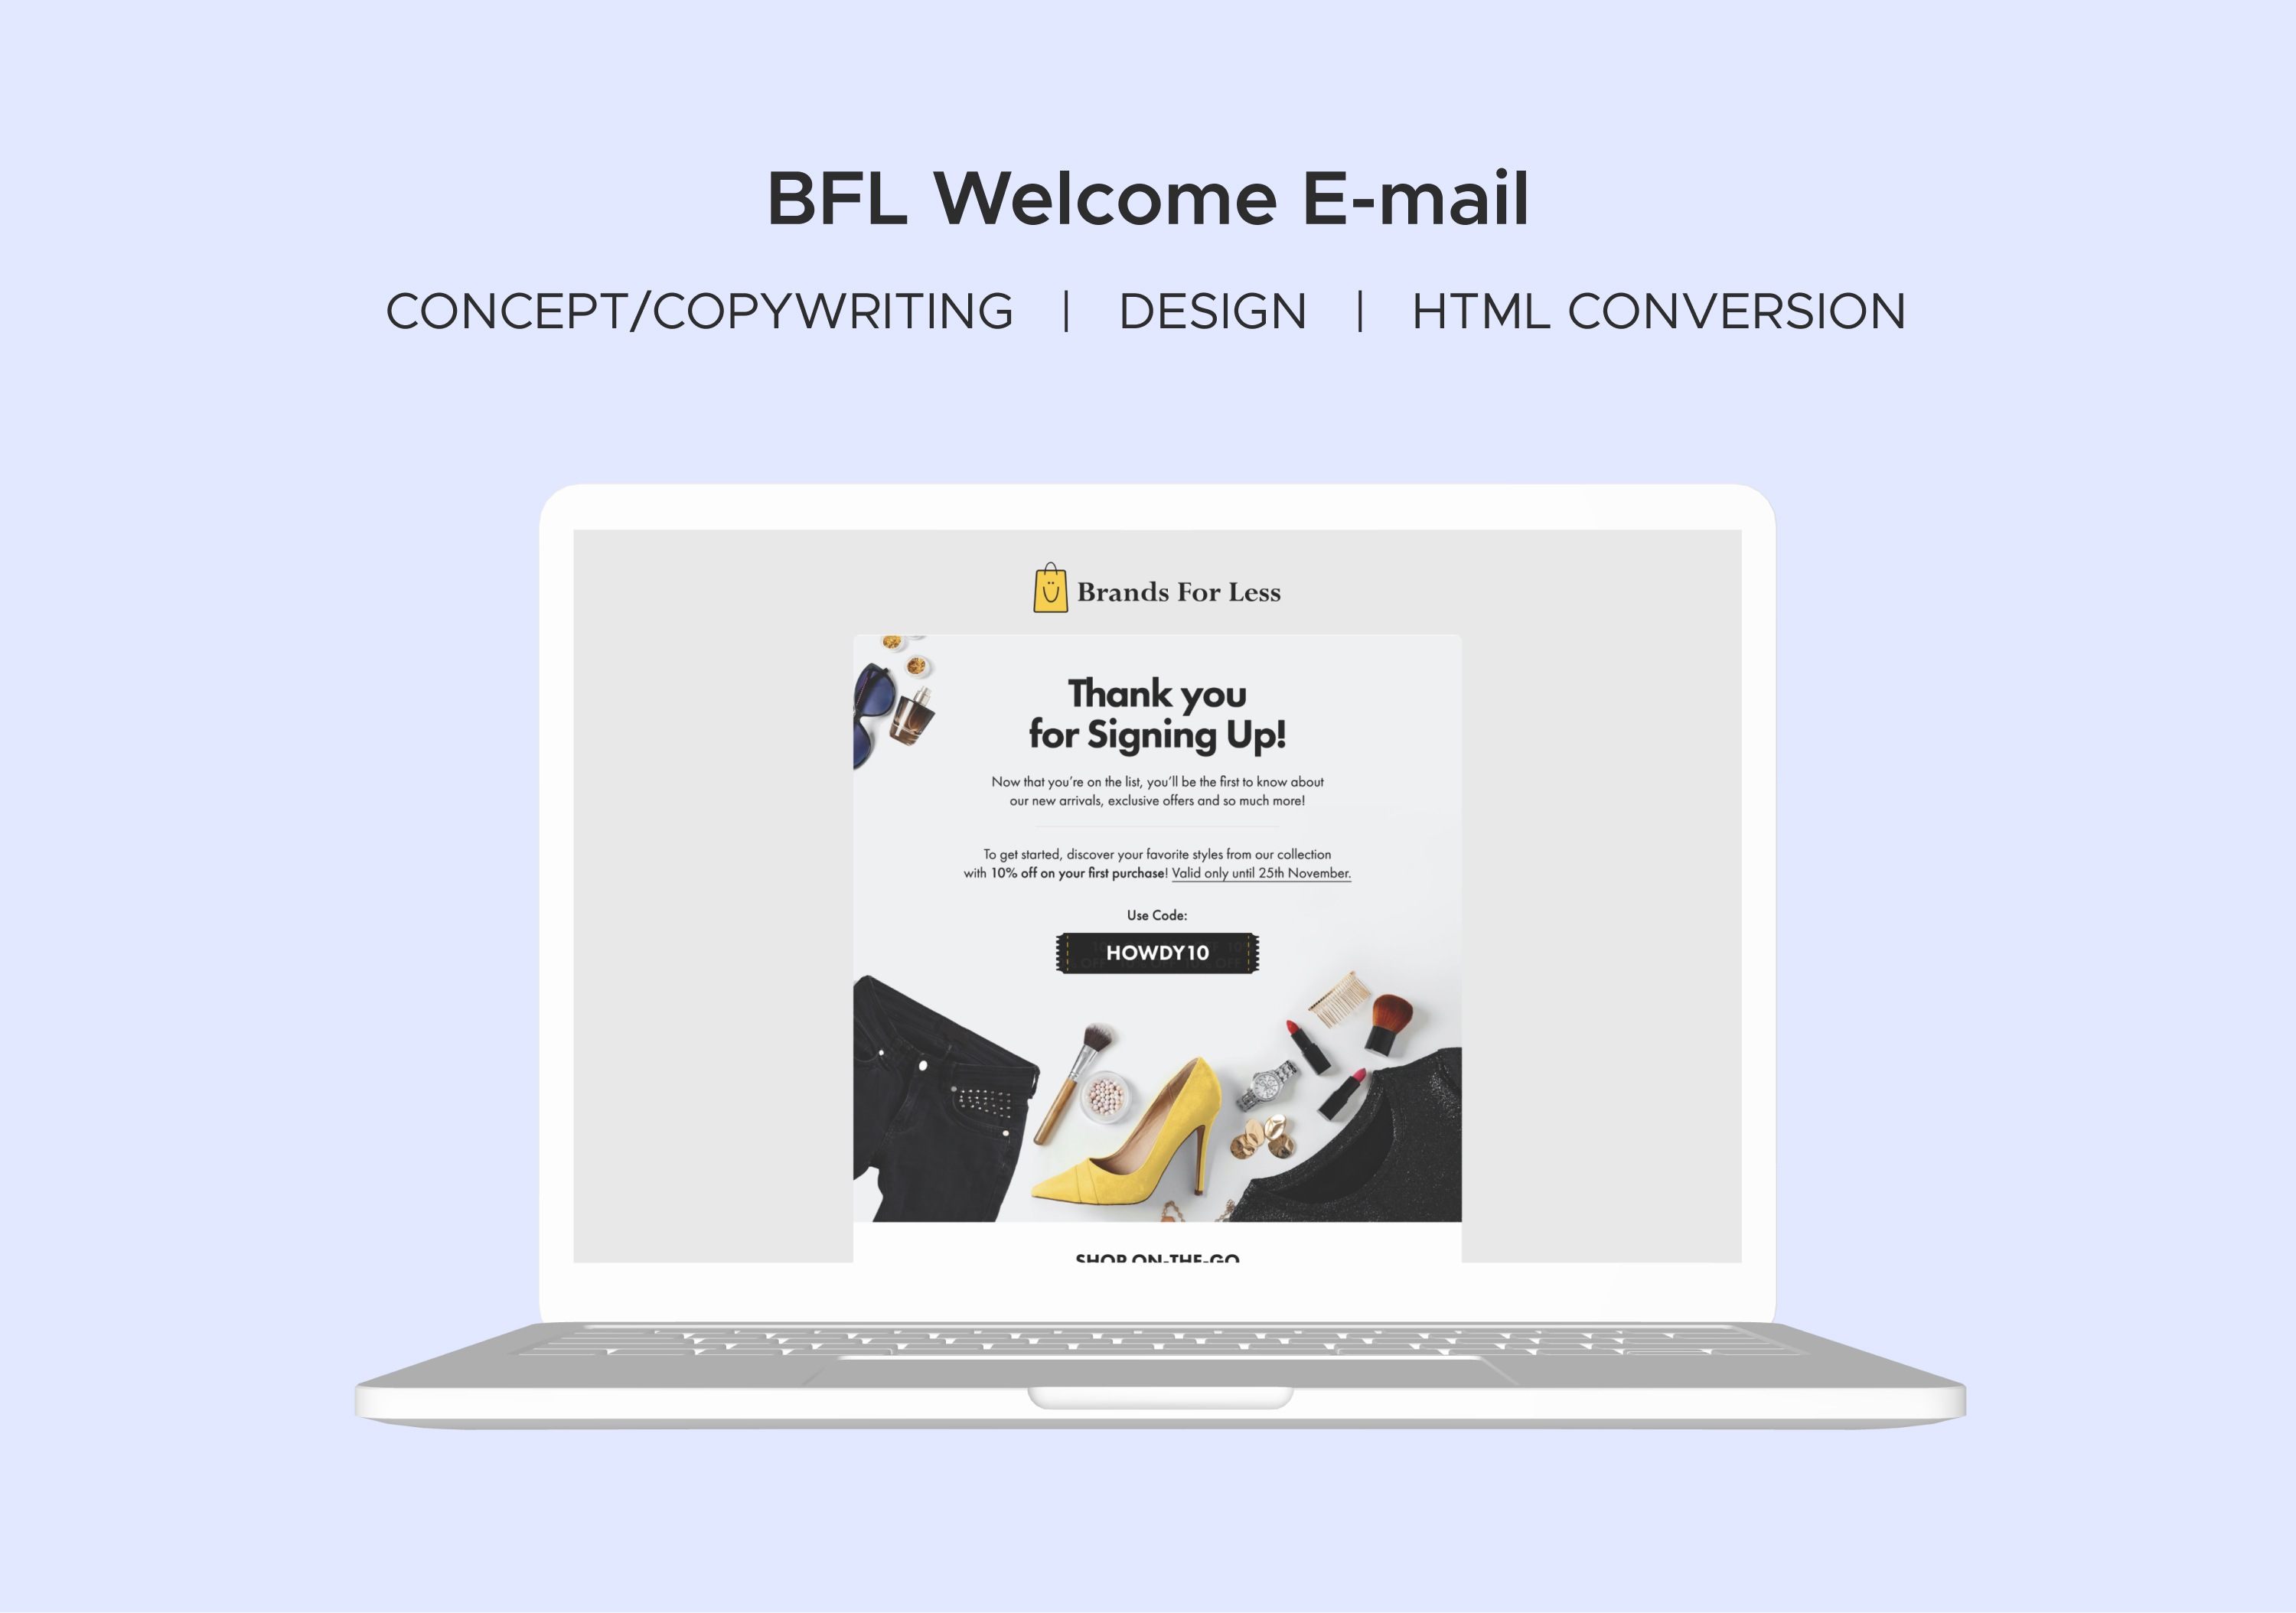 BFL Welcome E-mail
CONCEPT/COPYWRITING | DESIGN | HTML CONVERSION
Brands For Less
Thank you
for Signing Up!
Now that you’re on the list, you’ll be the first to know about
our new arrivals, exclusive offers and so much more!
To get started, discover your favorite styles from our collection
with 10% off on your first purchase! Valid only until 25th November.
Use Code:
HOWDY10
SHOP ON-THE-GO